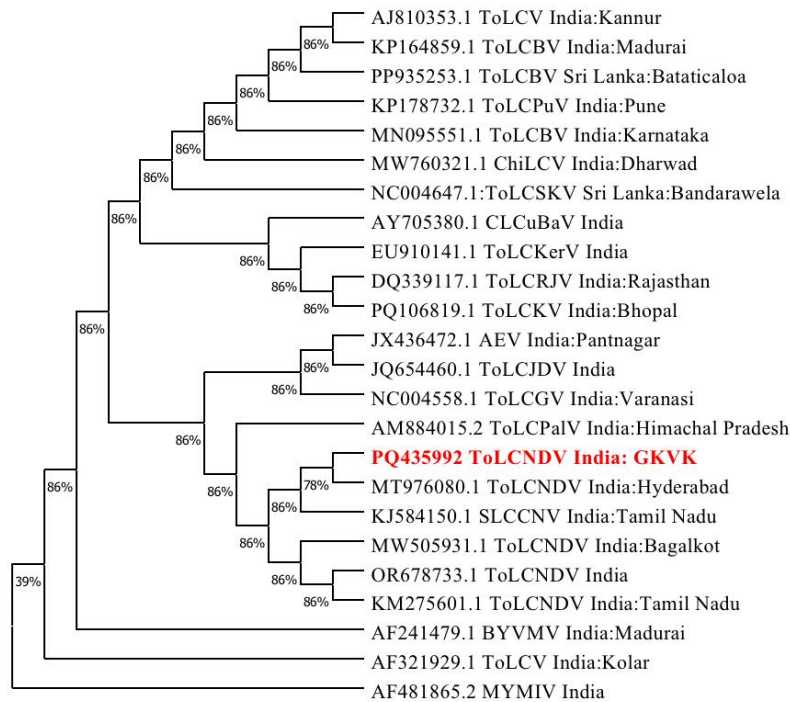 AJ810353.1 ToLCV India:Kannur
86%
KP164859.1 ToLCBV India:Madurai
86%
PP935253.1 ToLCBV Sri Lanka:Bataticaloa
86%
KP178732.1 ToLCPuV India:Pune
86%
MN095551.1 ToLCBV India:Karnataka
86%
MW760321.1 ChiLCV India:Dharwad
86%
NC004647.1:ToLCSKV Sri Lanka:Bandarawela
86%
AY705380.1 CLCuBaV India
EU910141.1 ToLCKerV India
86%
DQ339117.1 ToLCRJV India:Rajasthan
86%
PQ106819.1 ToLCKV India:Bhopal
86%
86%
JX436472.1 AEV India:Pantnagar
JQ654460.1 ToLCJDV India
86%
NC004558.1 ToLCGV India:Varanasi
86%
AM884015.2 ToLCPalV India:Himachal Pradesh
86%
PQ435992 ToLCNDV India: GKVK
86%
MT976080.1 ToLCNDV India:Hyderabad
78%
86%
KJ584150.1 SLCCNV India:Tamil Nadu
86%
MW505931.1 ToLCNDV India:Bagalkot
86%
OR678733.1 ToLCNDV India
86%
39%
KM275601.1 ToLCNDV India:Tamil Nadu
86%
AF241479.1 BYVMV India:Madurai
AF321929.1 ToLCV India:Kolar
AF481865.2 MYMIV India